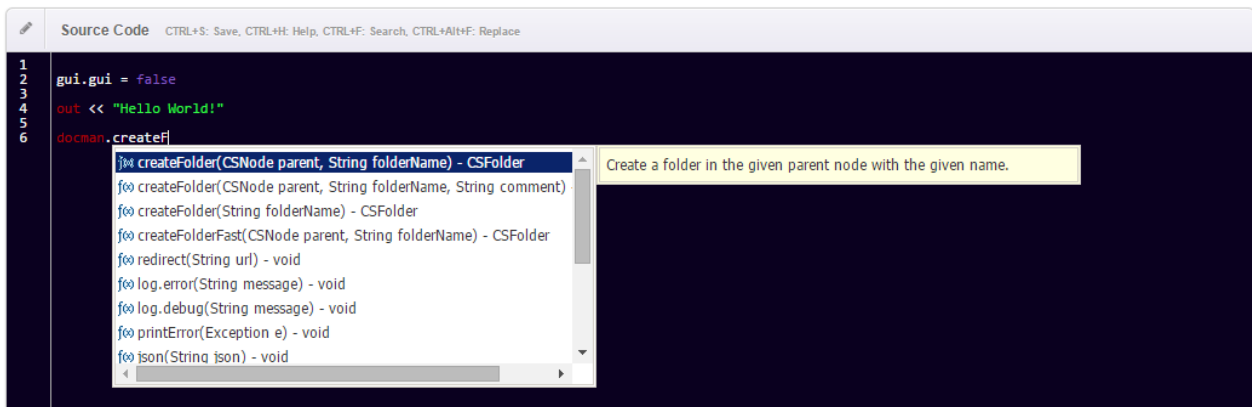 Source Code CTRL+S: Save, CTRL+H: Help, CTRL+F: Search, CTRL+Alt+F: Replace
1
2 gui.gui = false
3
4 out << "Hello World!"
5
6 docman.createF
f(x) createFolder(CSNode parent, String folderName) - CSFolder
Create a folder in the given parent node with the given name.
f(x) createFolder(CSNode parent, String folderName, String comment) -
f(x) createFolder(String folderName) - CSFolder
f(x) createFolderFast(CSNode parent, String folderName) - CSFolder
f(x) redirect(String url) - void
f(x) log.error(String message) - void
f(x) log.debug(String message) - void
f(x) printError(Exception e) - void
f(x) json(String json) - void